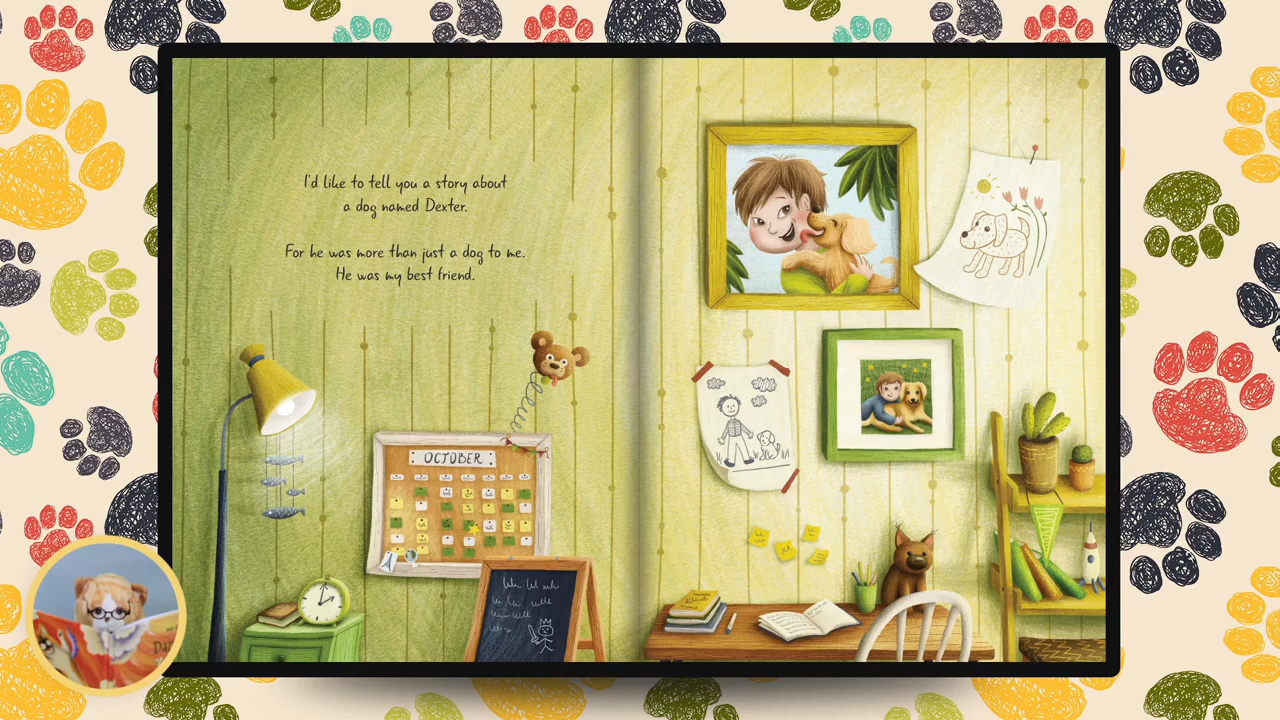 I'd like to tell you a story about
a dog named Dexter.
For he was more than just a dog to me.
He was my best friend.
OCTOBER